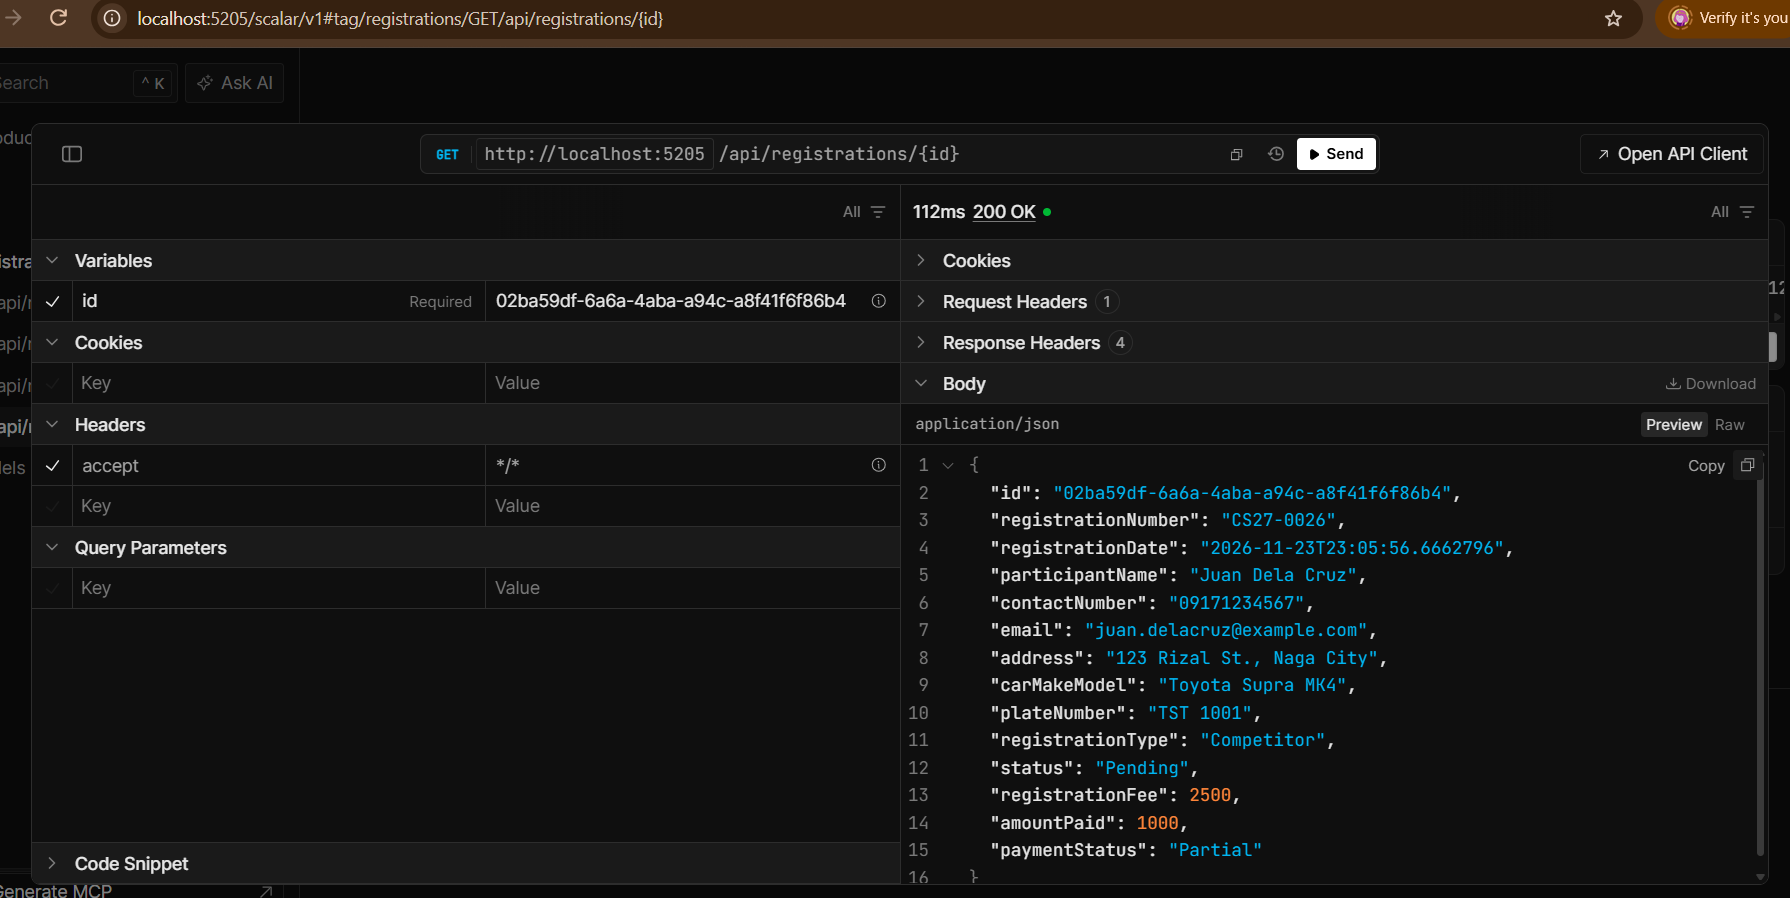 localhost:5205/scalar/v1#tag/registrations/GET/api/registrations/{id}
Verify it's you
Search
^ K
Ask AI
GET http://localhost:5205 /api/registrations/{id}
Send
Open API Client
All
112ms 200 OK
All
Variables
id Required 02ba59df-6a6a-4aba-a94c-a8f41f6f86b4
Cookies
Key Value
Headers
accept */*
Key Value
Query Parameters
Key Value
Code Snippet
Cookies
Request Headers 1
Response Headers 4
Body
Download
application/json
Preview Raw
Copy
1 {
2 "id": "02ba59df-6a6a-4aba-a94c-a8f41f6f86b4",
3 "registrationNumber": "CS27-0026",
4 "registrationDate": "2026-11-23T23:05:56.6662796",
5 "participantName": "Juan Dela Cruz",
6 "contactNumber": "09171234567",
7 "email": "juan.delacruz@example.com",
8 "address": "123 Rizal St., Naga City",
9 "carMakeModel": "Toyota Supra MK4",
10 "plateNumber": "TST 1001",
11 "registrationType": "Competitor",
12 "status": "Pending",
13 "registrationFee": 2500,
14 "amountPaid": 1000,
15 "paymentStatus": "Partial"
16 }
Generate MCP